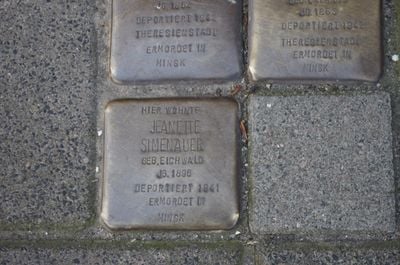 DEPORTIERT
THERESIENSTADT
ERMORDET IN
MINSK
DEPORTIERT 1942
THERESIENSTADT
ERMORDET IN
MINSK
HIER WOHNTE
JEANETTE
SIMENAUER
GEB. EICHWALD
JG.
DEPORTIERT 1941
ERMORDET IN
MINSK